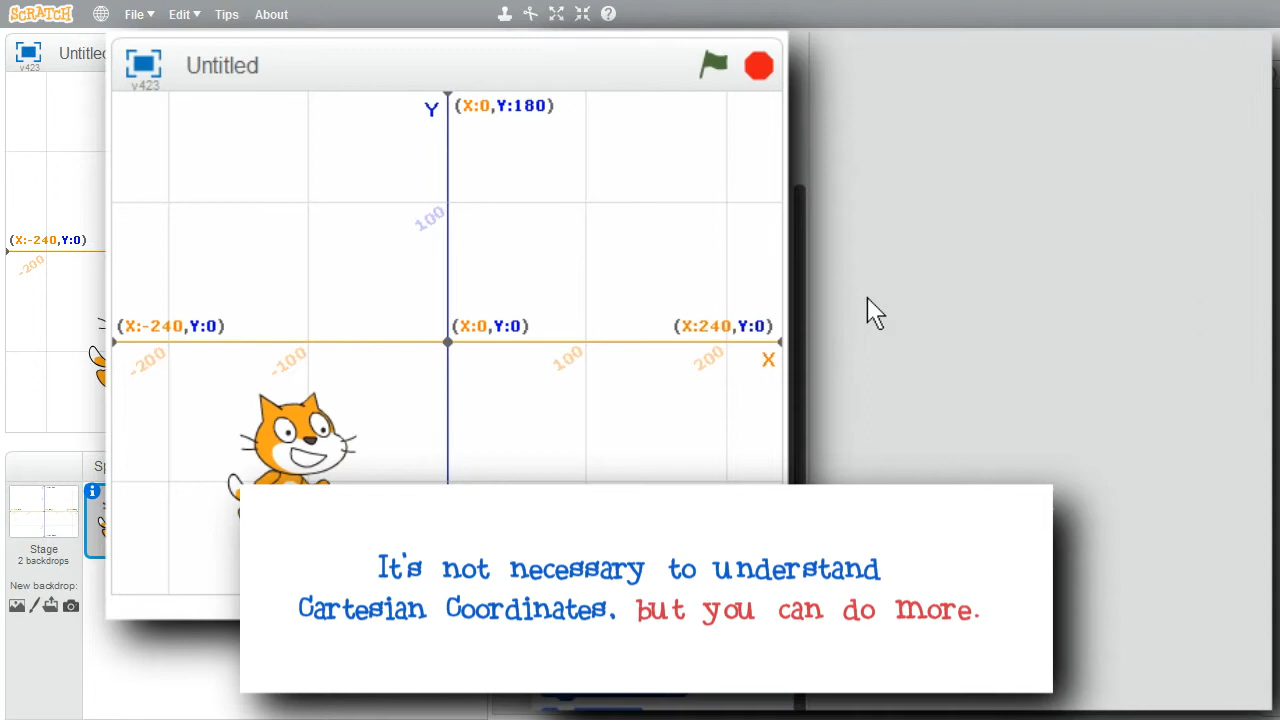 SCRATCH File Edit Tips About
Untitled
v423
Untitled
v423
Y (X:0,Y:180)
100
(X:-240,Y:0)
-200
(X:-240,Y:0) (X:0,Y:0) (X:240,Y:0)
-200 -100 100 200 X
It's not necessary to understand
Cartesian Coordinates, but you can do more.
Stage
2 backdrops
New backdrop: